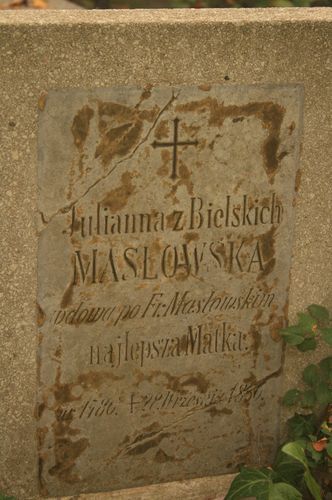 Julianna z Bielskich
MASŁOWSKA
wdowa po Fr. Masłowskim
najlepsza Matka.